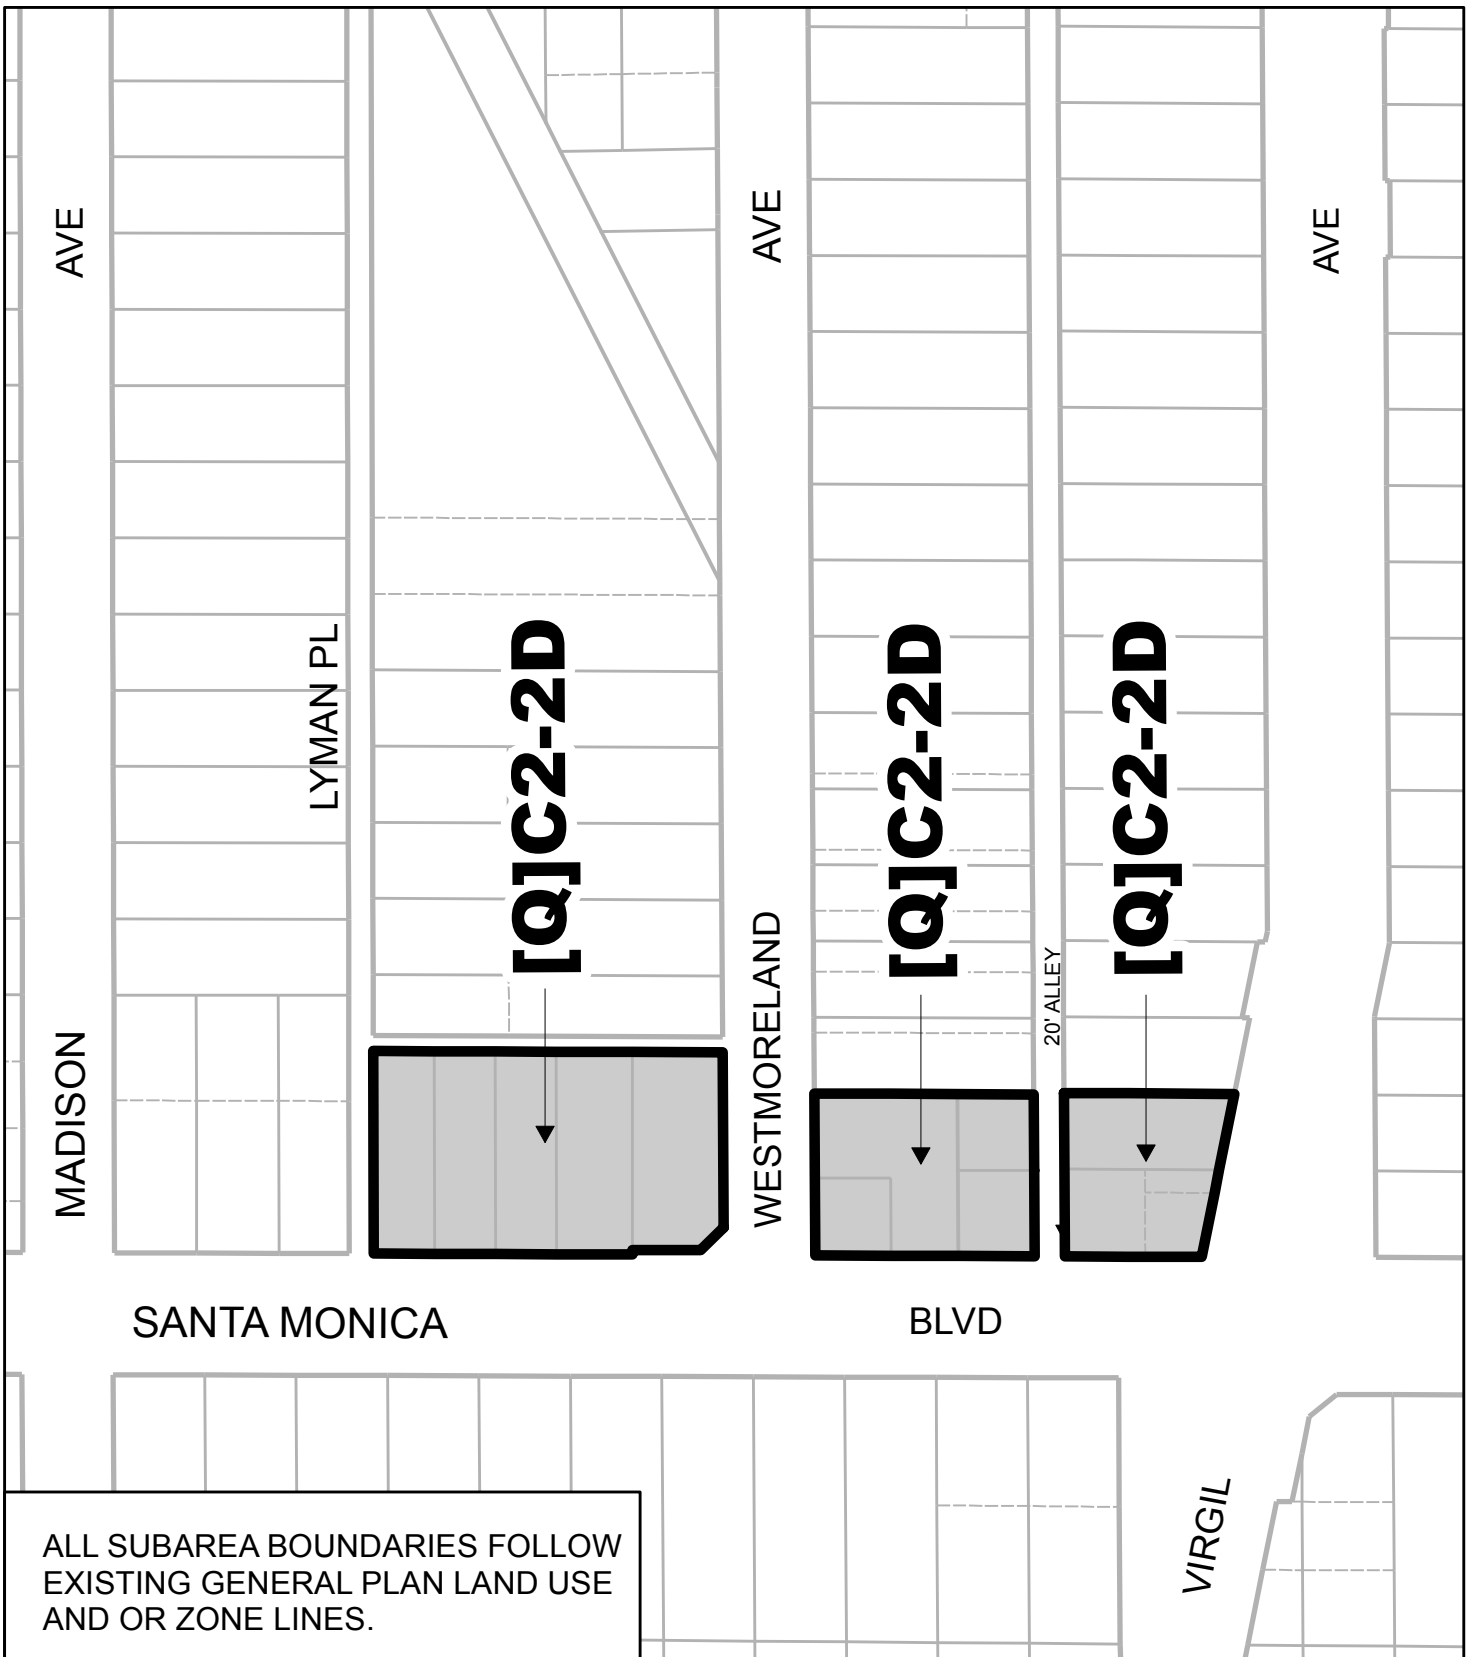 AVE
AVE
AVE
LYMAN PL
[Q]C2-2D
[Q]C2-2D
[Q]C2-2D
MADISON
WESTMORELAND
20' ALLEY
SANTA MONICA
BLVD
VIRGIL
ALL SUBAREA BOUNDARIES FOLLOW
EXISTING GENERAL PLAN LAND USE
AND OR ZONE LINES.